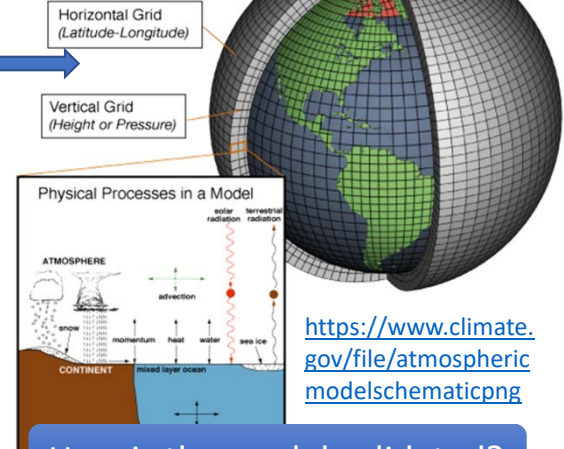 Horizontal Grid
(Latitude-Longitude)
Vertical Grid
(Height or Pressure)
Physical Processes in a Model
solar radiation
terrestrial radiation
ATMOSPHERE
advection
snow
momentum
heat
water
sea ice
CONTINENT
mixed layer ocean
https://www.climate.
gov/file/atmospheric
modelschematicpng